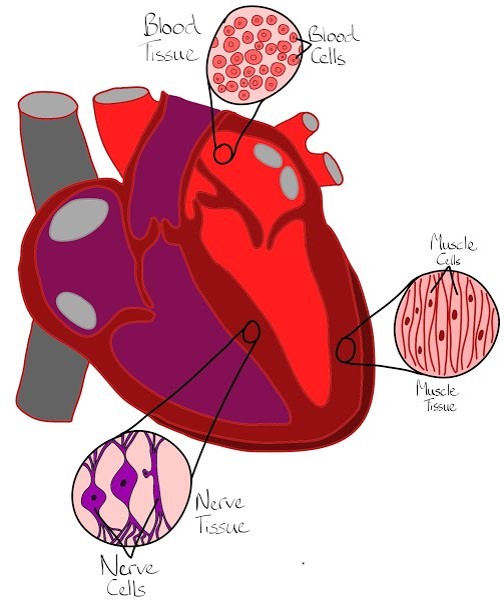 Blood
Tissue
Blood
Cells
Muscle
Cells
Muscle
Tissue
Nerve
Tissue
Nerve
Cells